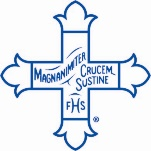 MAGNANIMITER CRUCEM
SUSTINE
FHS
®